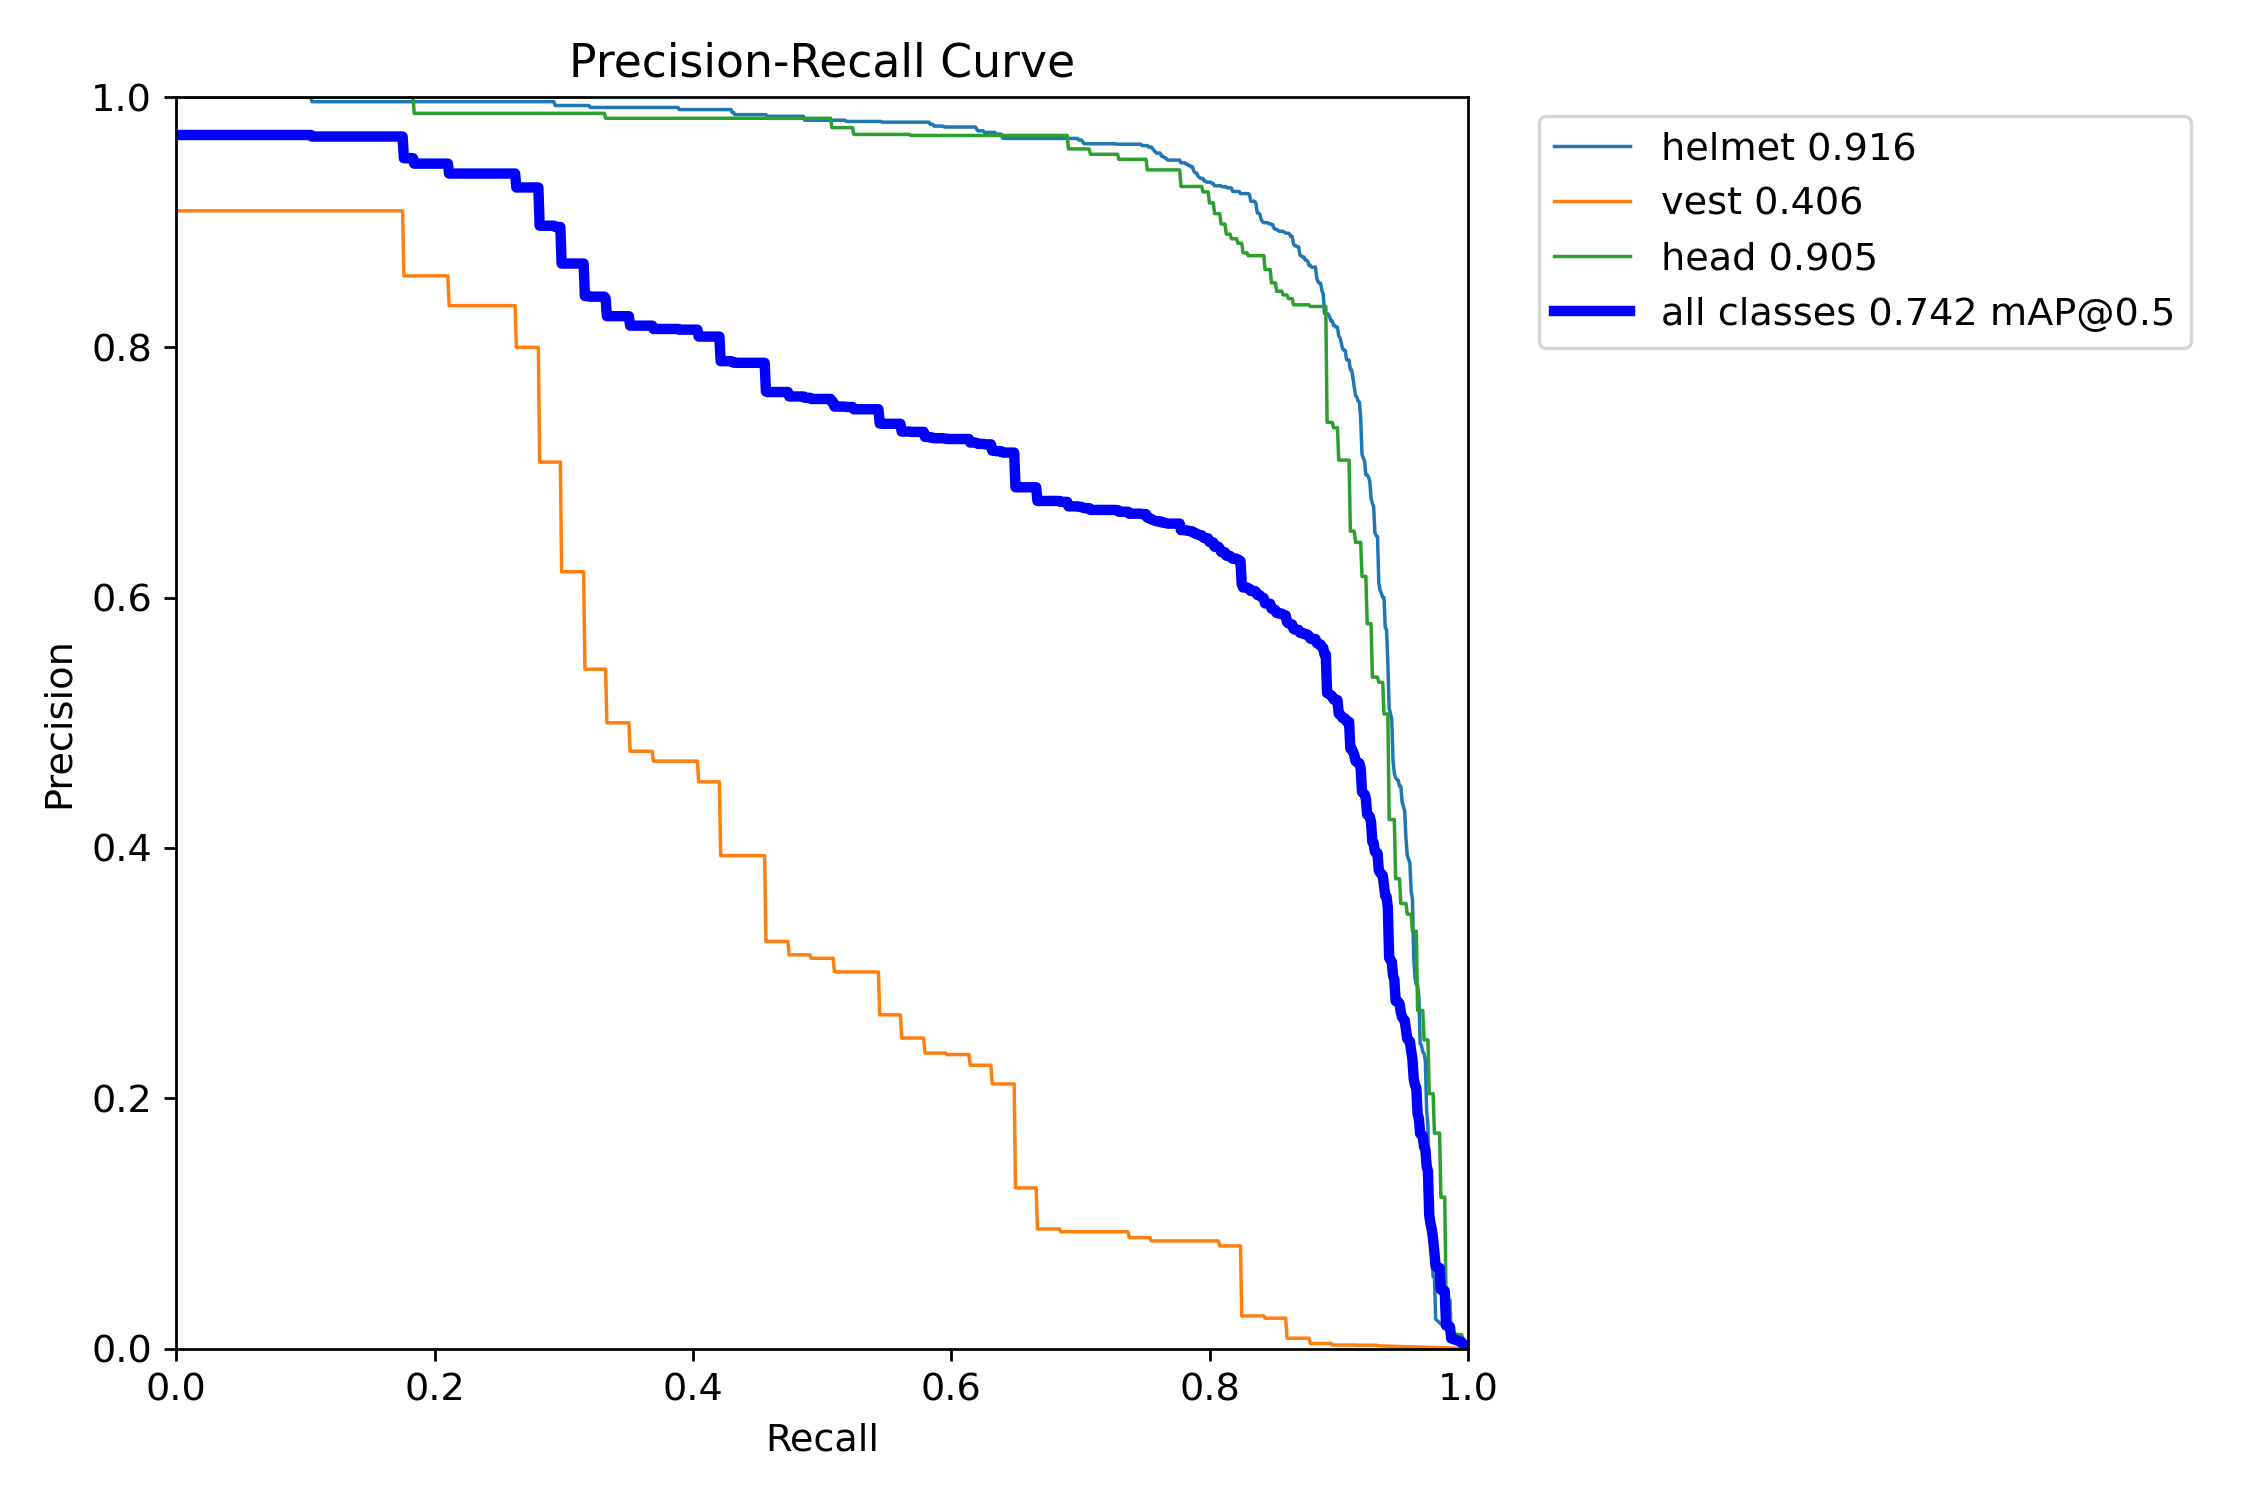 Precision-Recall Curve
1.0
0.8
0.6
0.4
0.2
0.0
Precision
0.0 0.2 0.4 0.6 0.8 1.0
Recall
helmet 0.916
vest 0.406
head 0.905
all classes 0.742 mAP@0.5